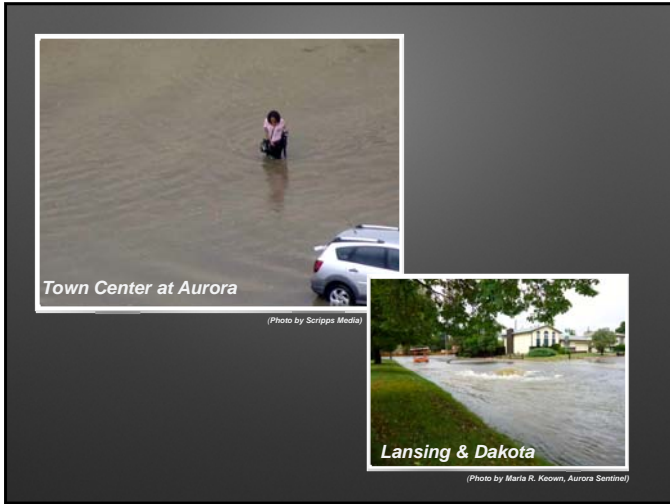 Town Center at Aurora
(Photo by Scripps Media)
Lansing & Dakota
(Photo by Marla R. Keown, Aurora Sentinel)